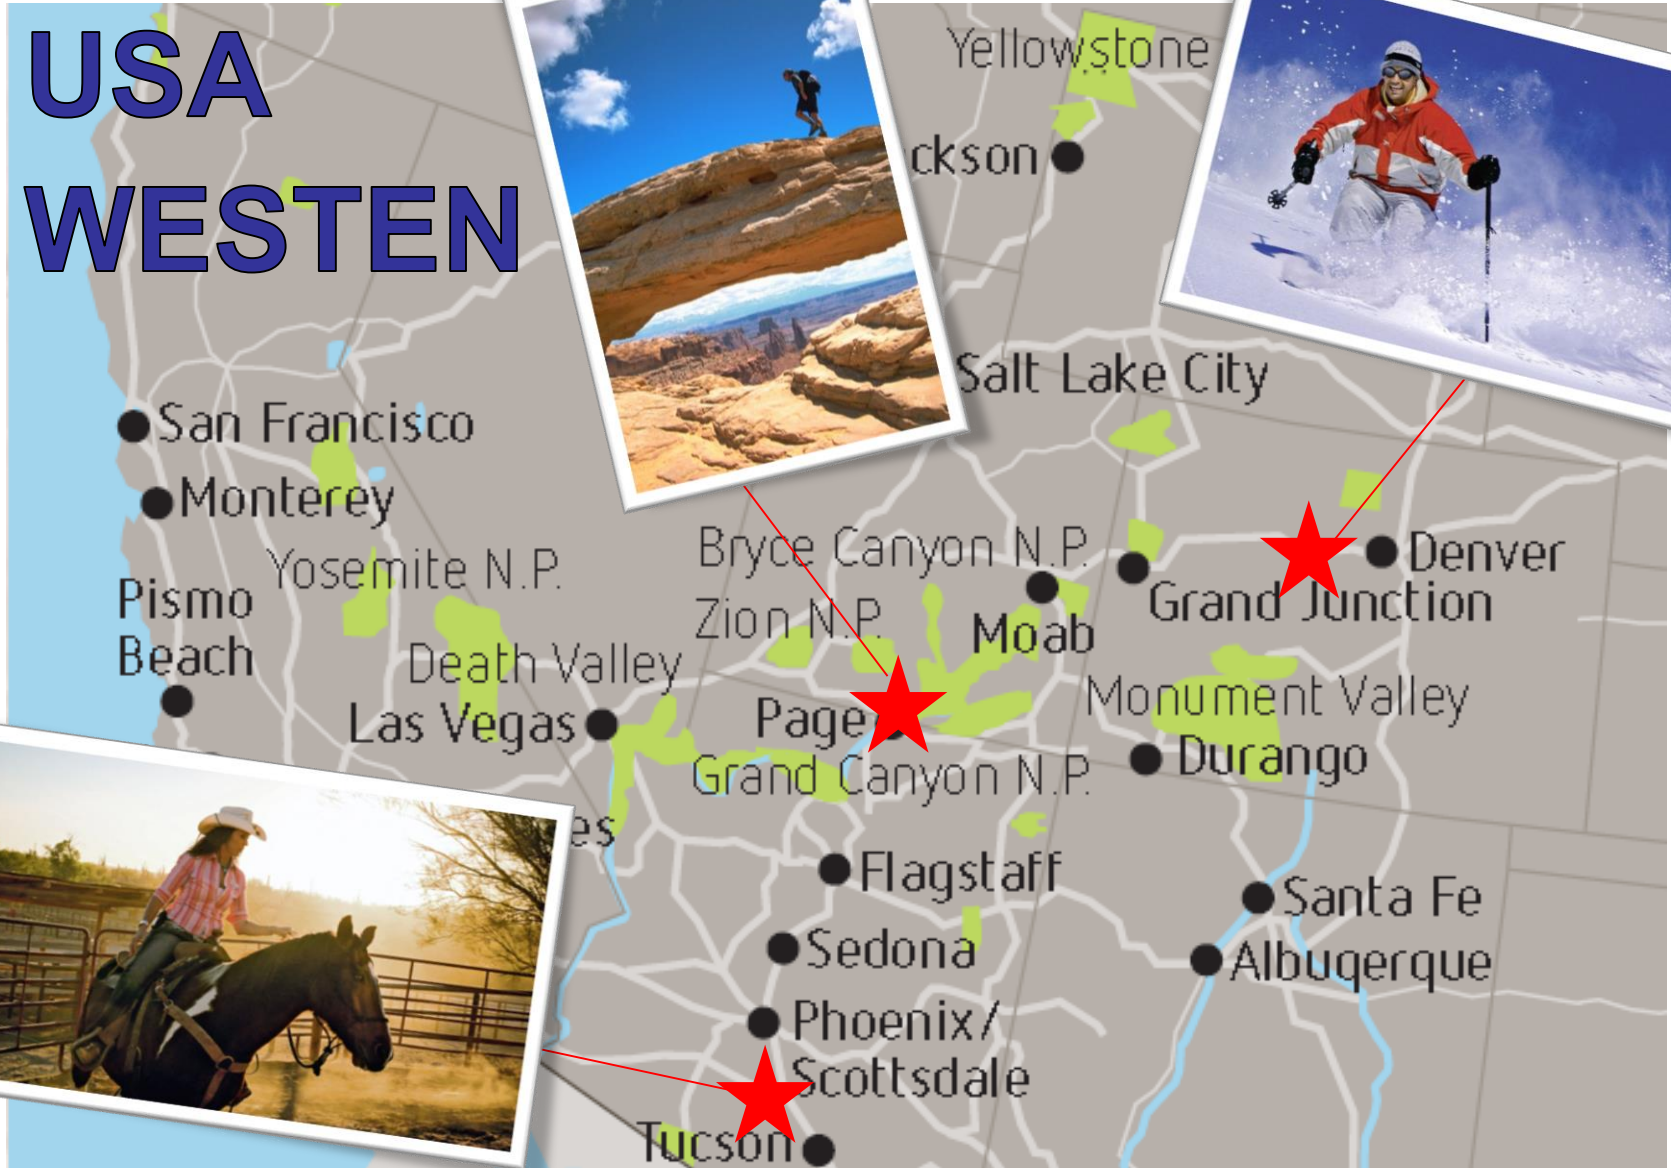 USA
WESTEN
Yellowstone
ckson
Salt Lake City
San Francisco
Monterey
Yosemite N.P.
Bryce Canyon N.P.
Denver
Grand Junction
Pismo
Beach
Zion N.P.
Moab
Death Valley
Monument Valley
Las Vegas
Page
Durango
Grand Canyon N.P.
es
Flagstaff
Santa Fe
Sedona
Albuqerque
Phoenix/
Scottsdale
Tucson